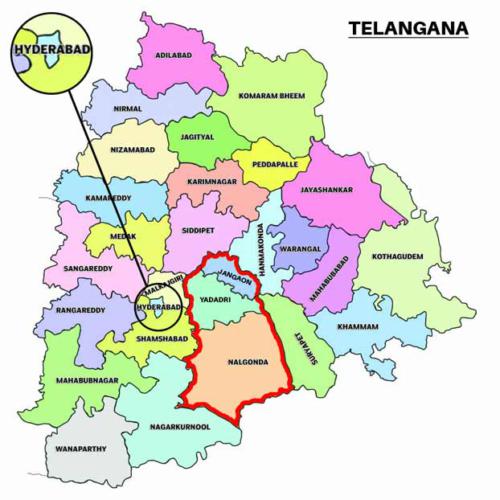 TELANGANA
HYDERABAD
ADILABAD
KOMARAM BHEEM
NIRMAL
JAGITYAL
NIZAMABAD
PEDDAPALLE
KARIMNAGAR
JAYASHANKAR
KAMAREDDY
SIDDIPET
MEDAK
HANMAKONDA
WARANGAL
KOTHAGUDEM
SANGAREDDY
MALKAJGIRI
JANGAON
MAHABUBABAD
YADADRI
RANGAREDDY
HYDERABAD
KHAMMAM
SHAMSHABAD
SURYAPET
NALGONDA
MAHABUBNAGAR
NAGARKURNOOL
WANAPARTHY